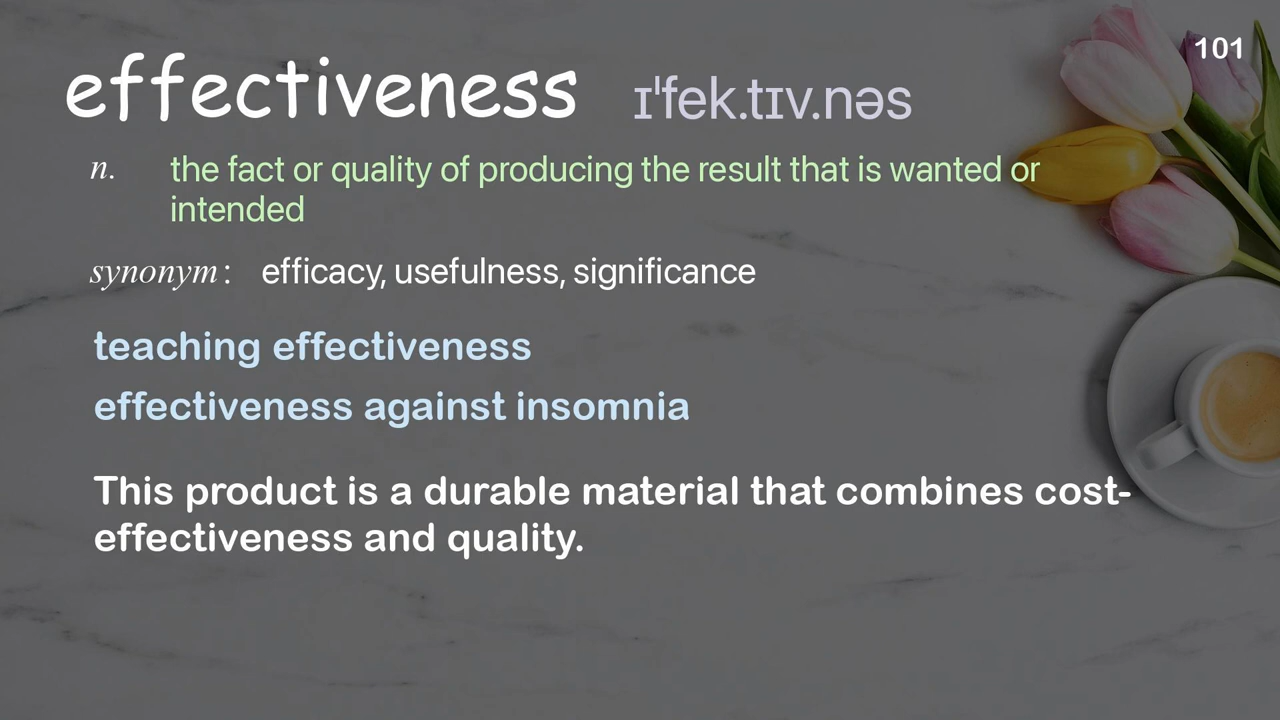 101
effectiveness ɪˈfek.tɪv.nəs
n. the fact or quality of producing the result that is wanted or
intended
synonym: efficacy, usefulness, significance
teaching effectiveness
effectiveness against insomnia
This product is a durable material that combines cost-
effectiveness and quality.